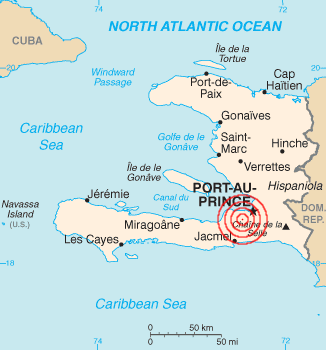 74
72
NORTH ATLANTIC OCEAN
CUBA
Île de la
Tortue
Windward
Passage
20
20
Port-de-
Paix
Cap
Haïtien
Gonaïves
Caribbean
Sea
Golfe de la
Gonâve
Saint-
Marc
Hinche
Verrettes
Île de la
Gonâve
PORT-AU-
PRINCE
Hispaniola
Navassa
Island
(U.S.)
Jérémie
Canal du
Sud
DOM.
REP.
Miragoâne
Chaîne de la
Selle
Les Cayes
Jacmel
18
18
Caribbean Sea
0
50 km
0
50 mi
72